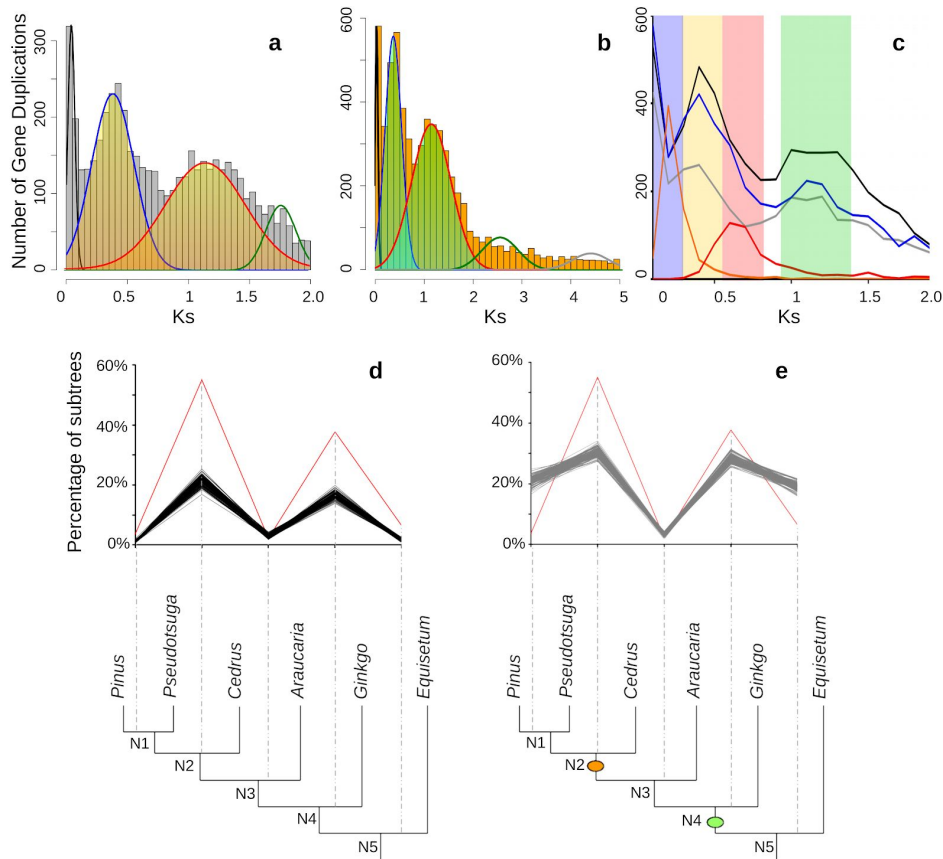 a
Number of Gene Duplications
300
200
100
0
0 0.5 1 1.5 2.0
Ks
b
600
400
200
0
0 1 2 3 4 5
Ks
c
600
400
200
0
0 0.5 1 1.5 2.0
Ks
d
Percentage of subtrees
60%
40%
20%
0%
e
60%
40%
20%
0%
Pinus
Pseudotsuga
Cedrus
Araucaria
Ginkgo
Equisetum
N1
N2
N3
N4
N5
Pinus
Pseudotsuga
Cedrus
Araucaria
Ginkgo
Equisetum
N1
N2
N3
N4
N5